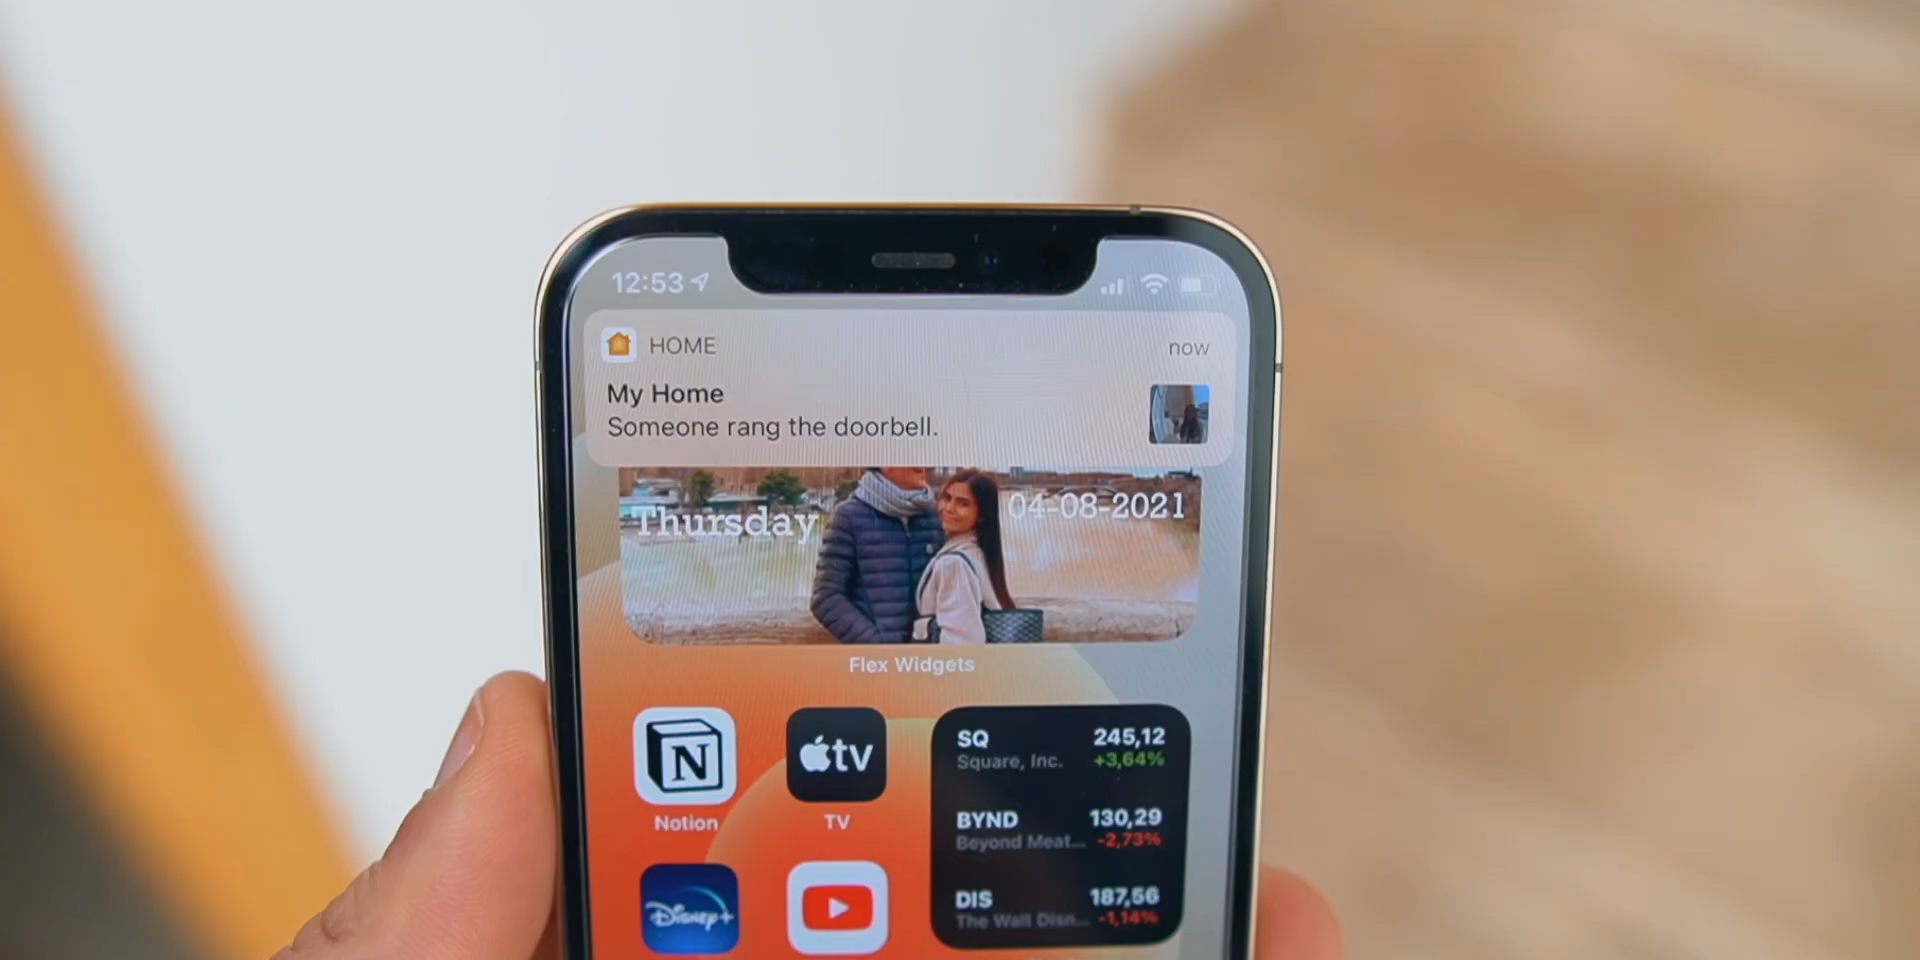 12:53
HOME
now
My Home
Someone rang the doorbell.
Thursday
04-08-2021
Flex Widgets
N
tv
SQ 245,12
Square, Inc. +3,64%
Notion
TV
BYND 130,29
Beyond Meat... -2,73%
Disney+
DIS 187,56
The Walt Disn... -1,14%